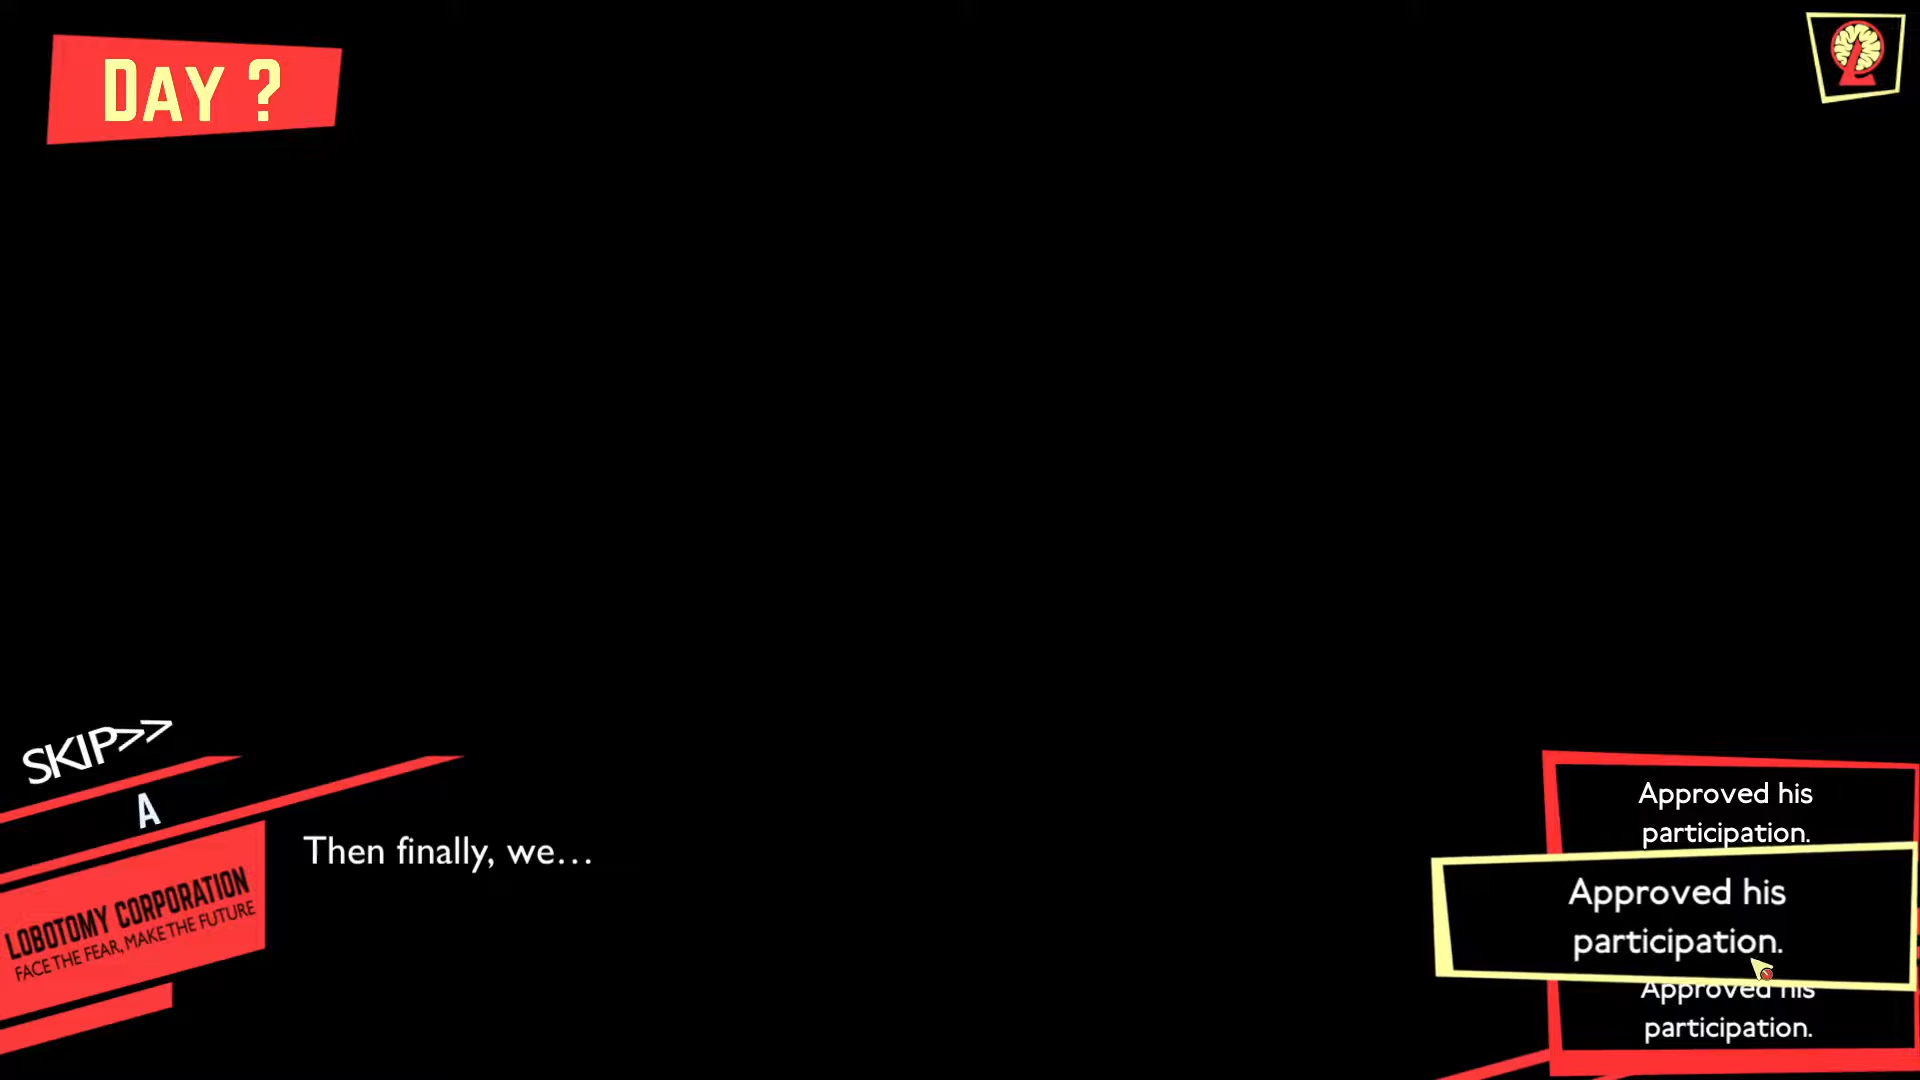 DAY ?
SKIP>>
A
LOBOTOMY CORPORATION
FACE THE FEAR, MAKE THE FUTURE
Then finally, we...
Approved his
participation.
Approved his
participation.
Approved his
participation.